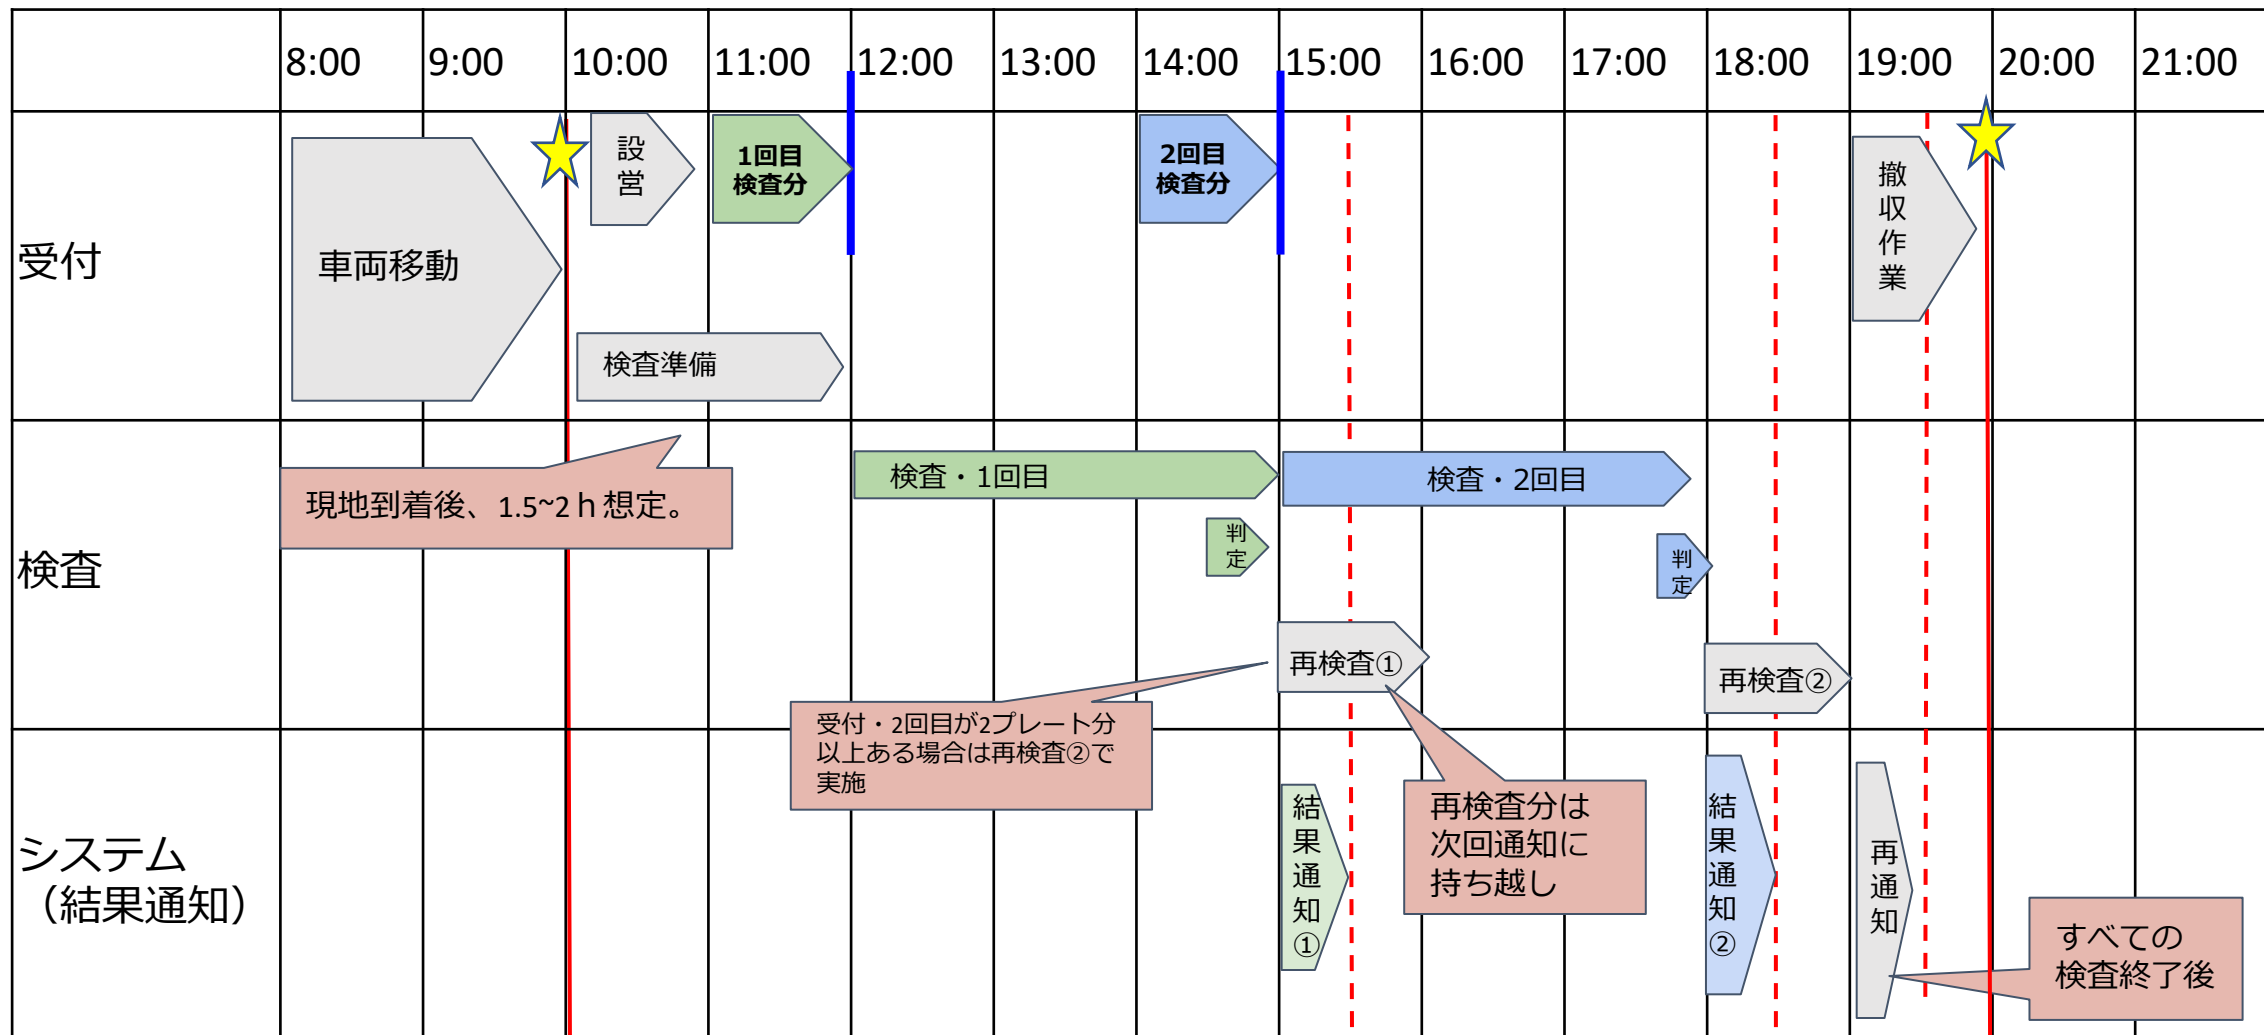 8:00 9:00 10:00 11:00 12:00 13:00 14:00 15:00 16:00 17:00 18:00 19:00 20:00 21:00
受付
車両移動
設営
1回目
検査分
2回目
検査分
撤収作業
検査準備
検査
現地到着後、1.5~2ｈ想定。
検査・1回目
検査・2回目
判定
判定
再検査①
再検査②
受付・2回目が2プレート分
以上ある場合は再検査②で
実施
再検査分は
次回通知に
持ち越し
システム
（結果通知）
結果通知①
結果通知②
再通知
すべての
検査終了後